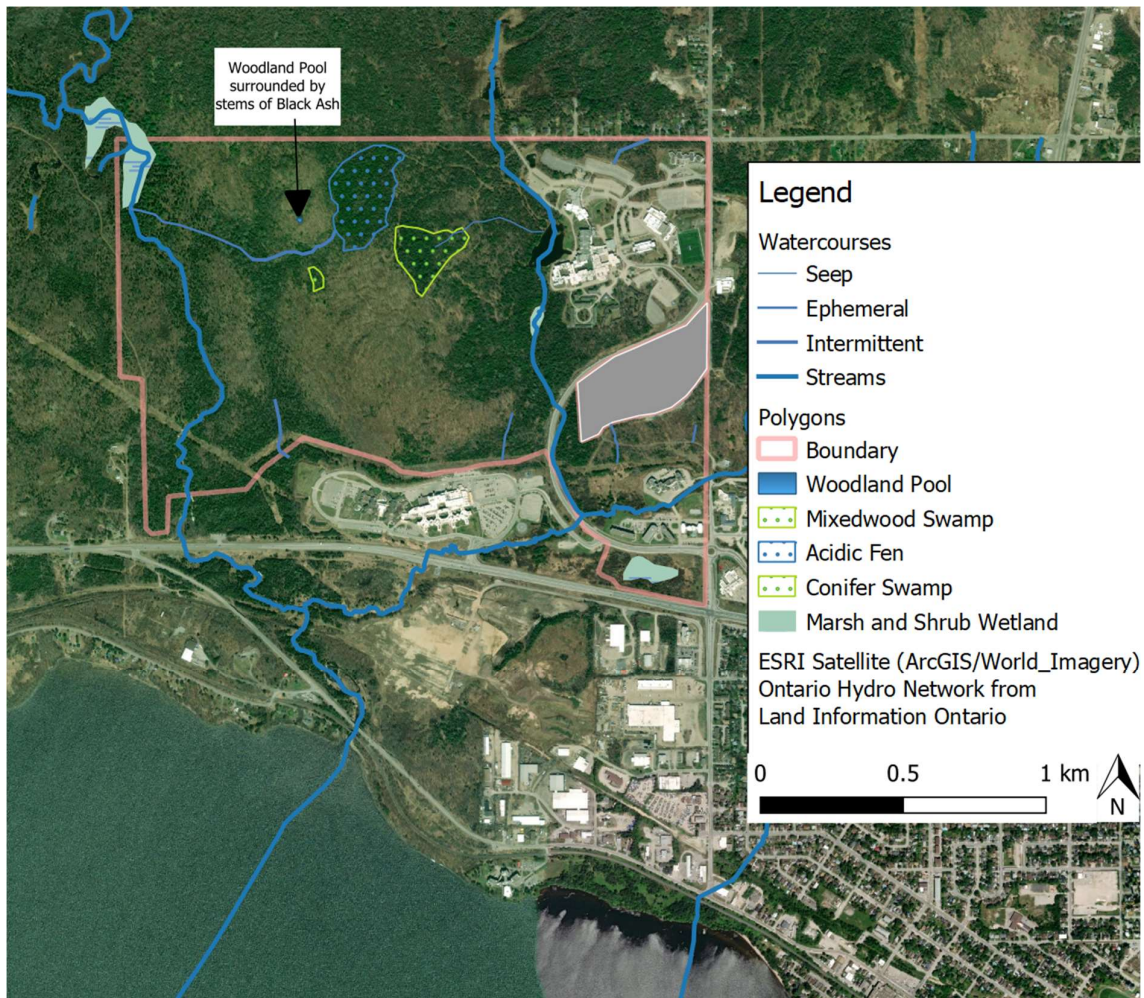 Woodland Pool
surrounded by
stems of Black Ash
Legend
Watercourses
Seep
Ephemeral
Intermittent
Streams
Polygons
Boundary
Woodland Pool
Mixedwood Swamp
Acidic Fen
Conifer Swamp
Marsh and Shrub Wetland
ESRI Satellite (ArcGIS/World_Imagery)
Ontario Hydro Network from
Land Information Ontario
0 0.5 1 km
N